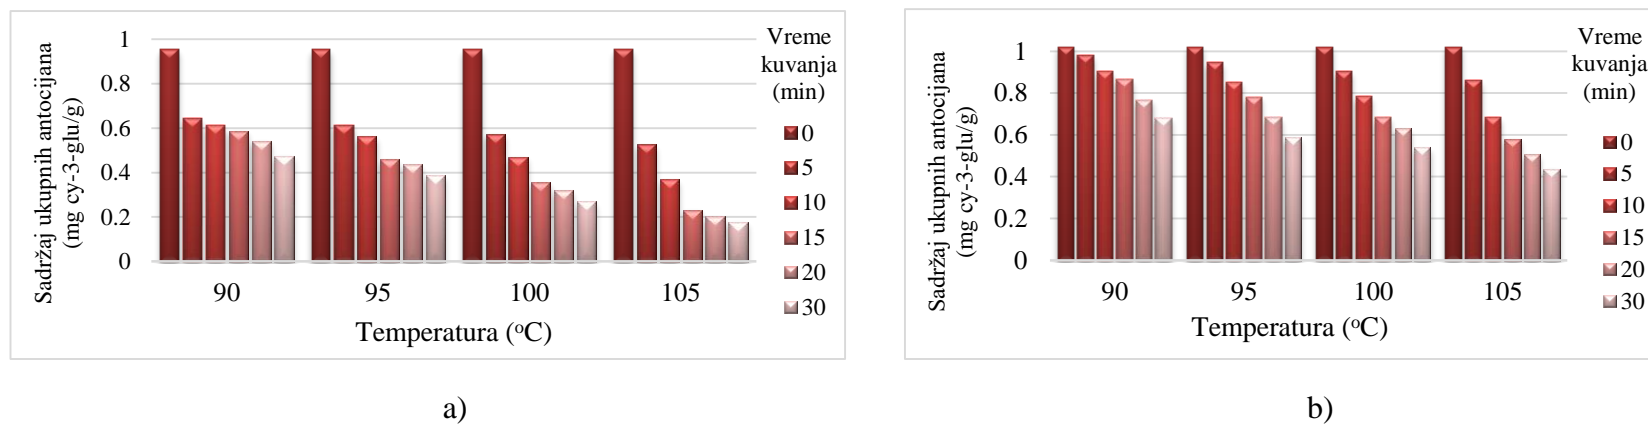 Sadržaj ukupnih antocijana
(mg cy-3-glu/g)
1
0.8
0.6
0.4
0.2
0
90
95
100
105
Temperatura (°C)
Vreme
kuvanja
(min)
0
5
10
15
20
30
a)
Sadržaj ukupnih antocijana
(mg cy-3-glu/g)
1
0.8
0.6
0.4
0.2
0
90
95
100
105
Temperatura (°C)
Vreme
kuvanja
(min)
0
5
10
15
20
30
b)